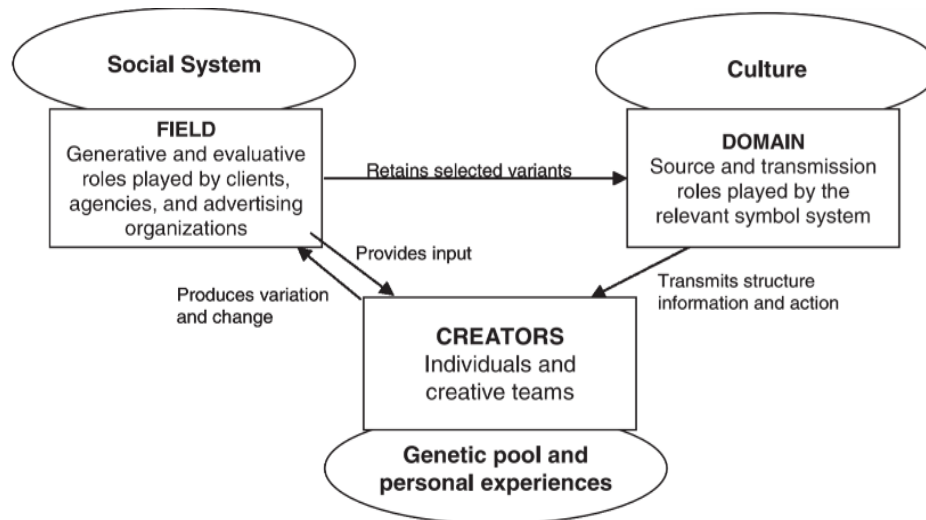 Social System
Culture
FIELD
Generative and evaluative
roles played by clients,
agencies, and advertising
organizations
Retains selected variants
DOMAIN
Source and transmission
roles played by the
relevant symbol system
Provides input
Produces variation
and change
Transmits structure
information and action
CREATORS
Individuals and
creative teams
Genetic pool and
personal experiences